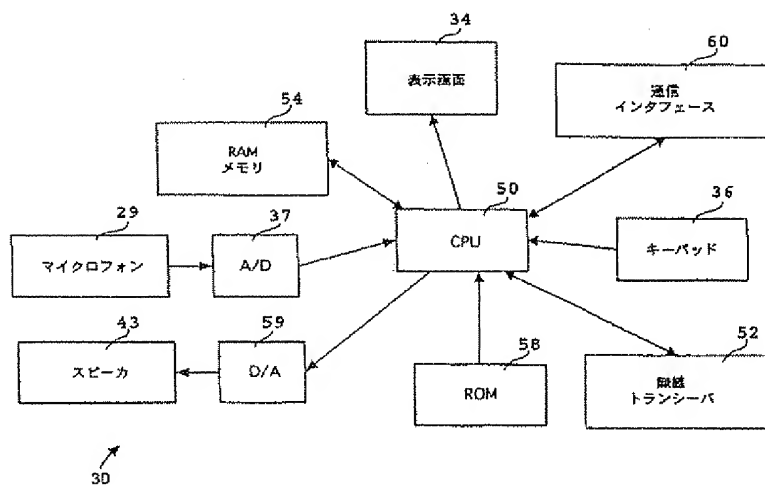 34
表示画面
60
通信
インタフェース
54
RAM
メモリ
50
CPU
36
キーパッド
29
マイクロフォン
37
A/D
43
スピーカ
59
D/A
58
ROM
52
無線
トランシーバ
30